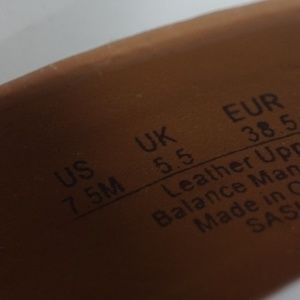 US UK EUR
7.5M 5.5 38.5
Leather Upp
Balance Man
Made in C
SAS